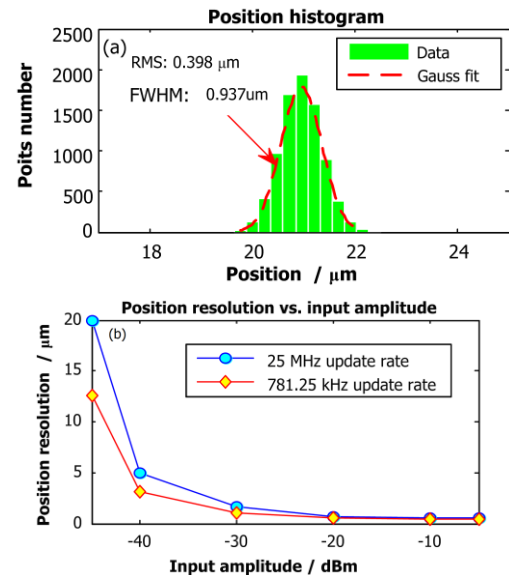 Position histogram
(a)
RMS: 0.398 μm
FWHM: 0.937um
Data
Gauss fit
Poits number
2500
2000
1500
1000
500
0
18 20 22 24
Position / μm
Position resolution vs. input amplitude
(b)
25 MHz update rate
781.25 kHz update rate
Position resolution / μm
20
15
10
5
0
-40 -30 -20 -10
Input amplitude / dBm